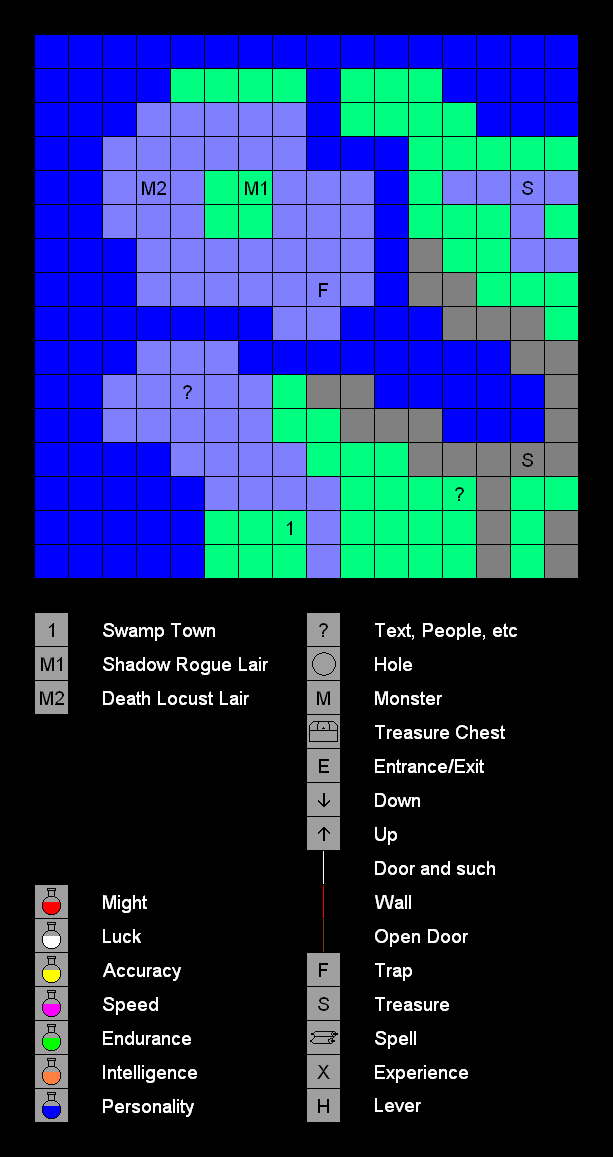 M2 M1 S
F
?
S
?
1
1 Swamp Town ? Text, People, etc
M1 Shadow Rogue Lair Hole
M2 Death Locust Lair M Monster
Treasure Chest
E Entrance/Exit
↓ Down
↑ Up
Door and such
Might Wall
Luck Open Door
Accuracy F Trap
Speed S Treasure
Endurance Spell
Intelligence X Experience
Personality H Lever